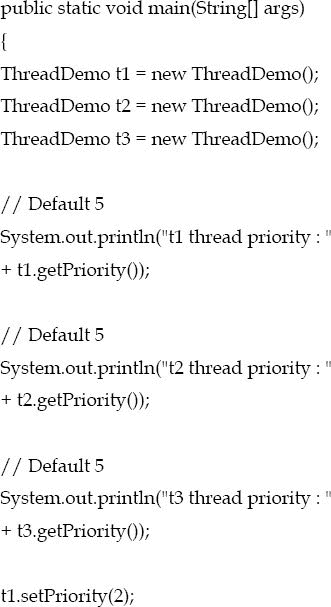 public static void main(String[] args)
{
ThreadDemo t1 = new ThreadDemo();
ThreadDemo t2 = new ThreadDemo();
ThreadDemo t3 = new ThreadDemo();
// Default 5
System.out.println("t1 thread priority : "
+ t1.getPriority());
// Default 5
System.out.println("t2 thread priority : "
+ t2.getPriority());
// Default 5
System.out.println("t3 thread priority : "
+ t3.getPriority());
t1.setPriority(2);